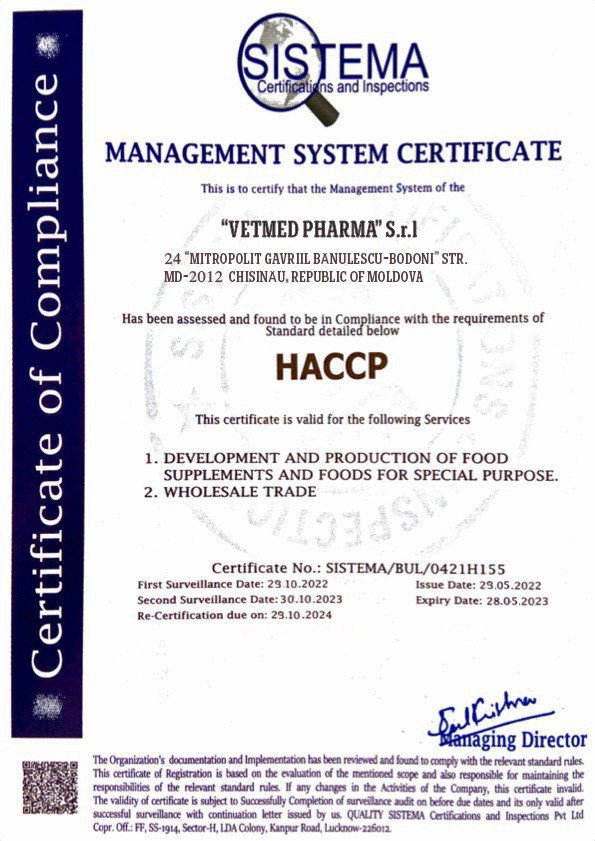 SISTEMA
Certifications and Inspections
MANAGEMENT SYSTEM CERTIFICATE
This is to certify that the Management System of the
"VETMED PHARMA" S.r.l
24 "MITROPOLIT GAVRIIL BANULESCU-BODONI" STR.
MD-2012 CHISINAU, REPUBLIC OF MOLDOVA
Has been assessed and found to be in Compliance with the requirements of
Standard detailed below
HACCP
This certificate is valid for the following Services
1. DEVELOPMENT AND PRODUCTION OF FOOD
SUPPLEMENTS AND FOODS FOR SPECIAL PURPOSE.
2. WHOLESALE TRADE
Certificate No.: SISTEMA/BUL/0421H155
First Surveillance Date: 29.10.2022
Issue Date: 29.05.2022
Second Surveillance Date: 30.10.2023
Expiry Date: 28.05.2023
Re-Certification due on: 29.10.2024
Managing Director
The Organization's documentation and Implementation has been reviewed and found to comply with the relevant standard rules.
This certificate of Registration is based on the evaluation of the mentioned scope and also responsible for maintaining the
responsibilities of the relevant standard rules. If any changes in the Activities of the Company, this certificate invalid.
The validity of certificate is subject to Successfully Completion of surveillance audit on before due dates and its only valid after
successful surveillance with continuation letter issued by us. QUALITY SISTEMA Certifications and Inspections Pvt Ltd
Copr. Off.: FF, SS-1914, Sector-H, LDA Colony, Kanpur Road, Lucknow-226012.
Certificate of Compliance